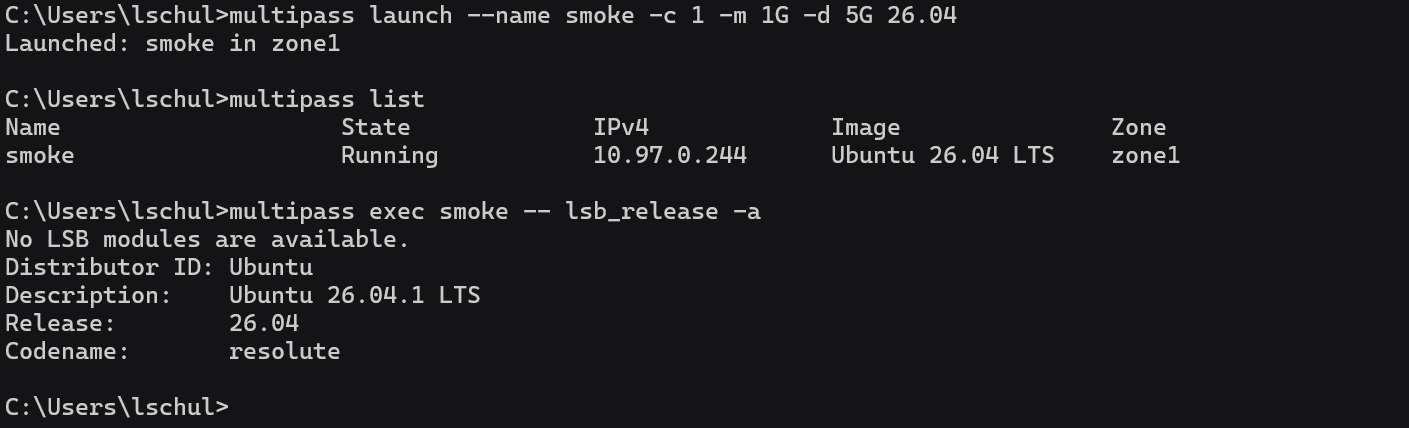 C:\Users\lschul>multipass launch --name smoke -c 1 -m 1G -d 5G 26.04
Launched: smoke in zone1
C:\Users\lschul>multipass list
Name                    State             IPv4             Image               Zone
smoke                   Running           10.97.0.244      Ubuntu 26.04 LTS    zone1
C:\Users\lschul>multipass exec smoke -- lsb_release -a
No LSB modules are available.
Distributor ID: Ubuntu
Description:    Ubuntu 26.04.1 LTS
Release:        26.04
Codename:       resolute
C:\Users\lschul>